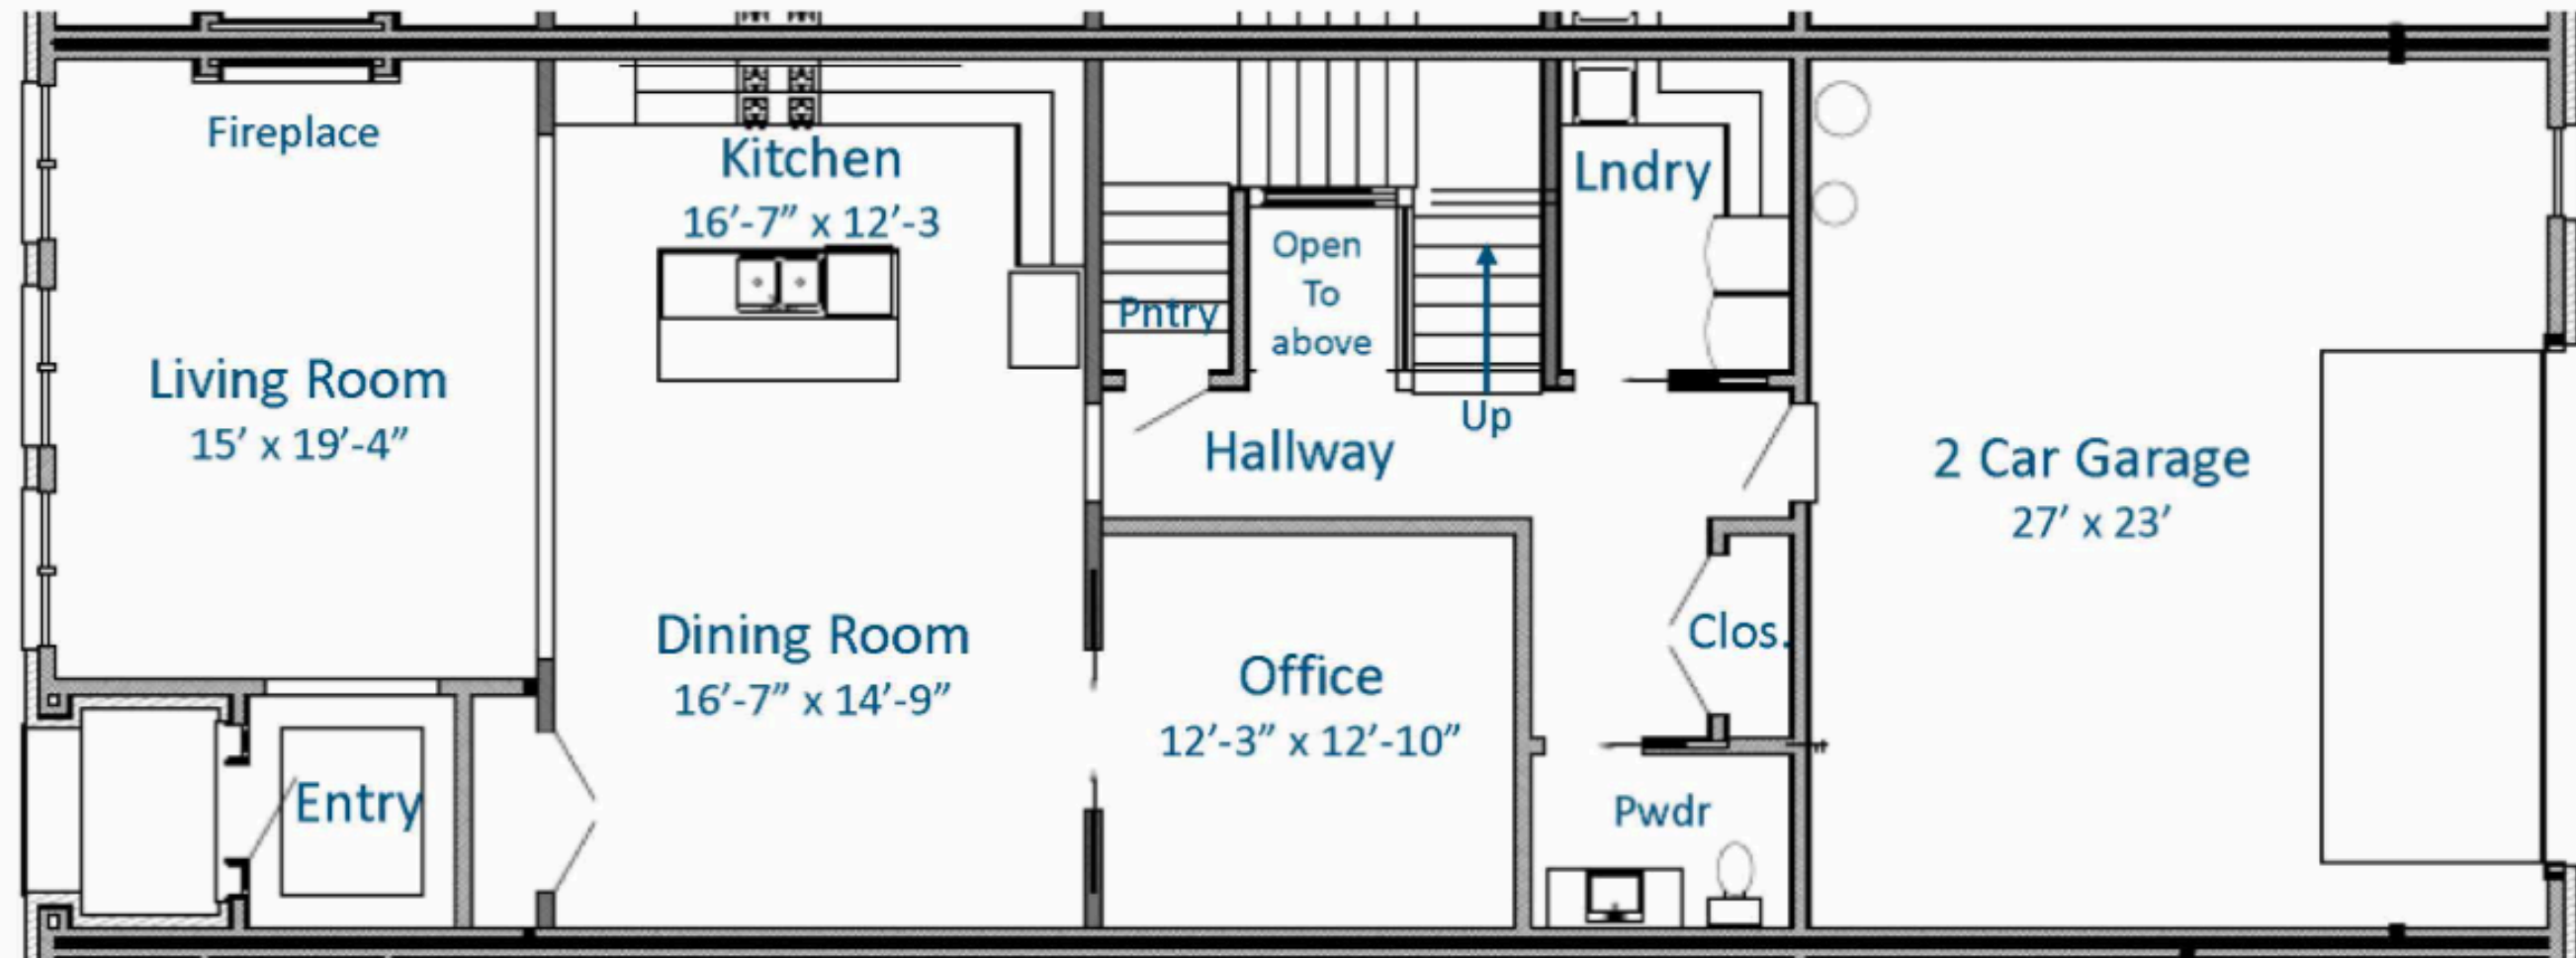 Fireplace
Living Room
15’ x 19’-4”
Entry
Kitchen
16’-7” x 12’-3
Dining Room
16’-7” x 14’-9”
Pntry
Open
To
above
Up
Hallway
Office
12’-3” x 12’-10”
Lndry
Clos.
Pwdr
2 Car Garage
27’ x 23’